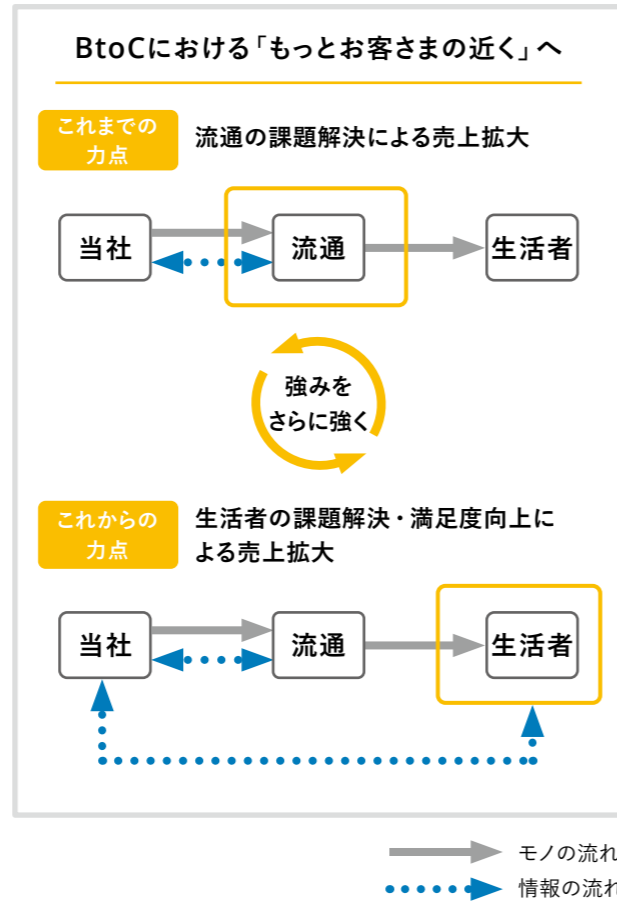 BtoCにおける「もっとお客さまの近く」へ
これまでの
力点
流通の課題解決による売上拡大
当社
流通
生活者
強みを
さらに強く
これからの
力点
生活者の課題解決・満足度向上に
よる売上拡大
当社
流通
生活者
モノの流れ
情報の流れ